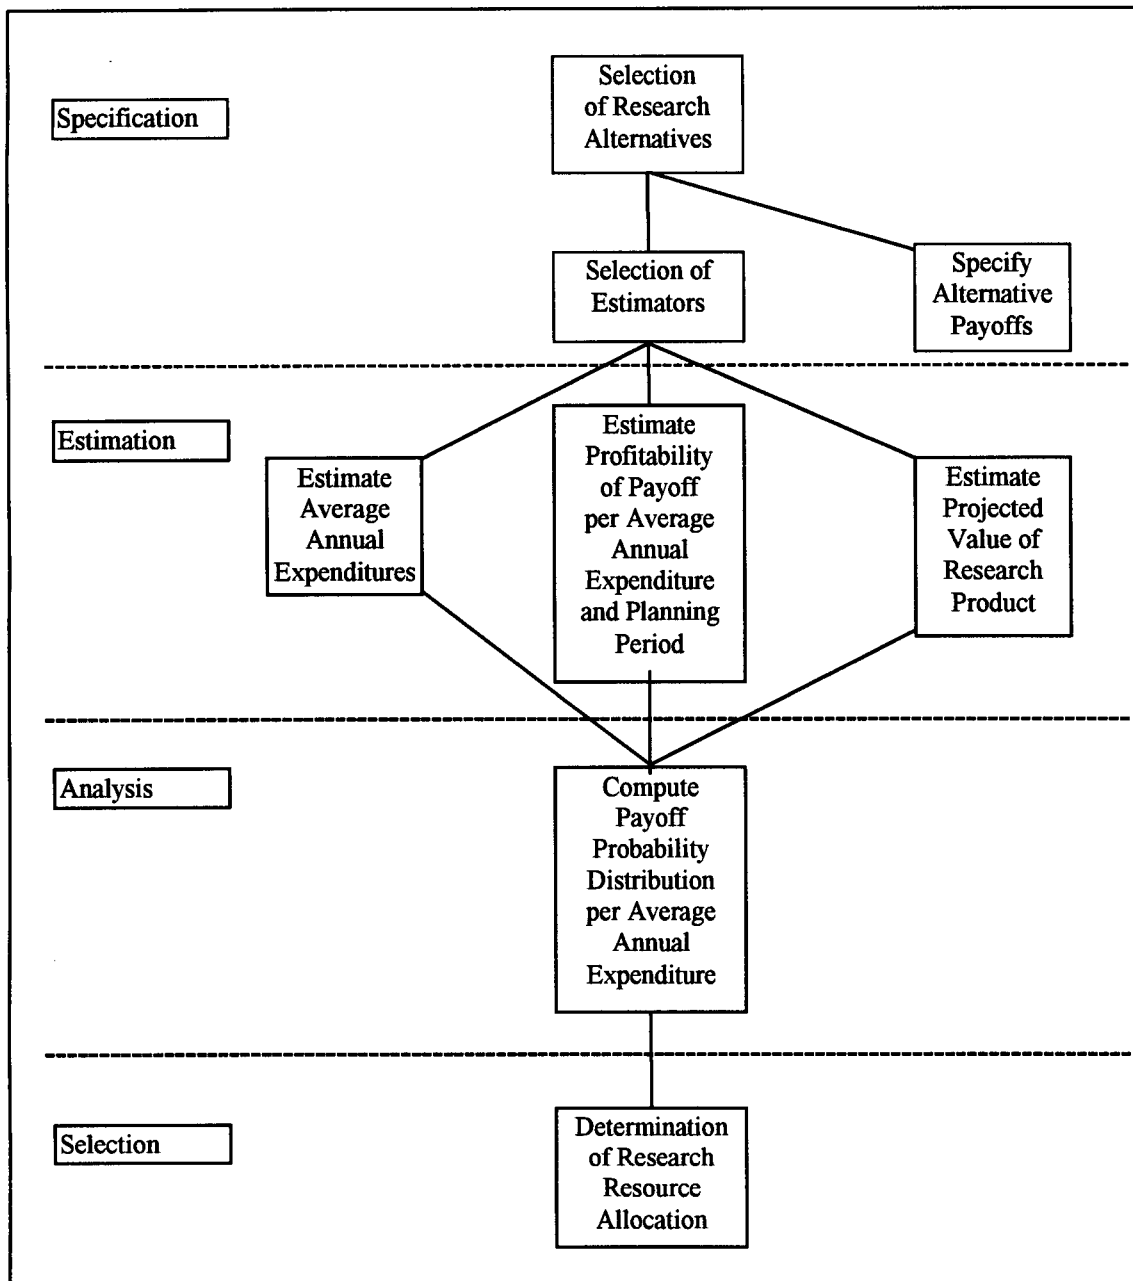 Specification
Selection
of Research
Alternatives
Selection of
Estimators
Specify
Alternative
Payoffs
Estimation
Estimate
Average
Annual
Expenditures
Estimate
Profitability
of Payoff
per Average
Annual
Expenditure
and Planning
Period
Estimate
Projected
Value of
Research
Product
Analysis
Compute
Payoff
Probability
Distribution
per Average
Annual
Expenditure
Selection
Determination
of Research
Resource
Allocation